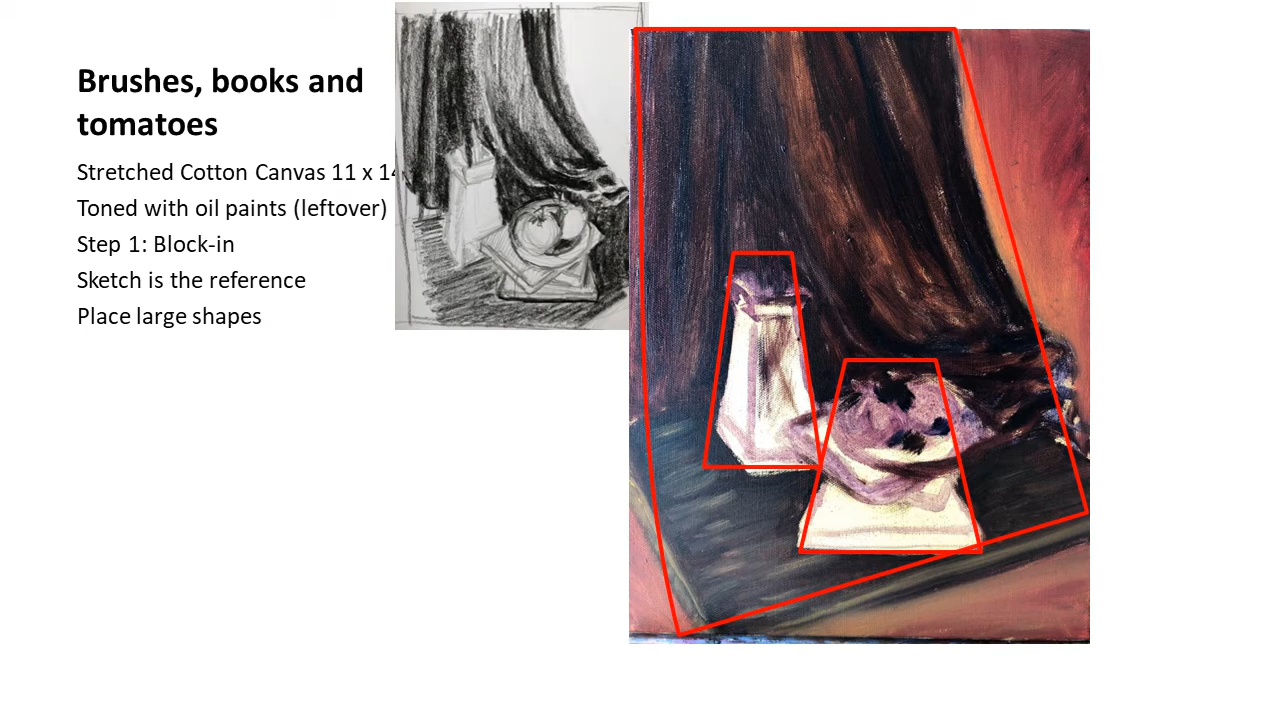 Brushes, books and
tomatoes
Stretched Cotton Canvas 11 x 14
Toned with oil paints (leftover)
Step 1: Block-in
Sketch is the reference
Place large shapes